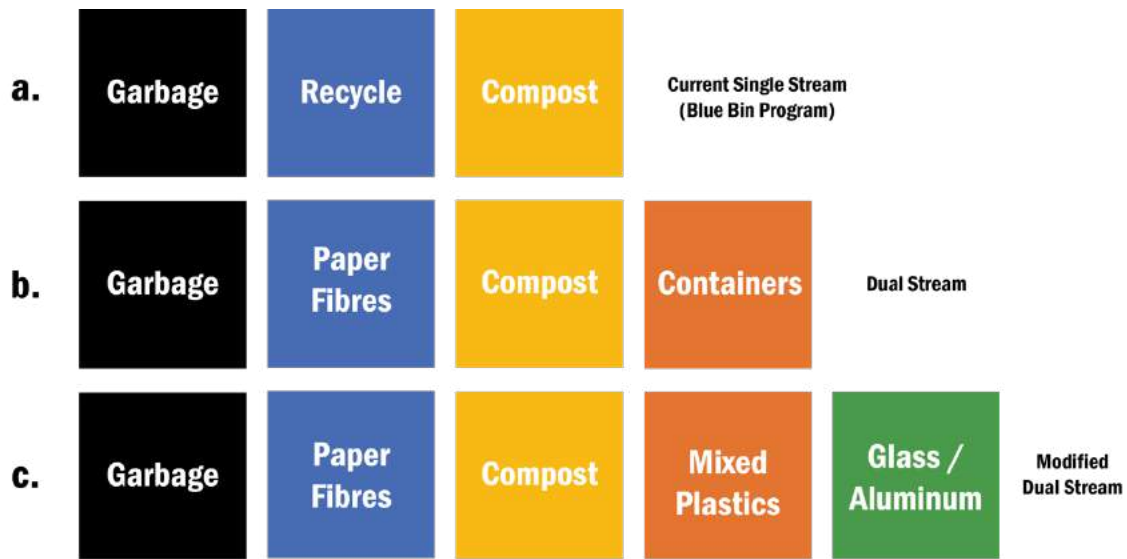 a.
Garbage
Recycle
Compost
Current Single Stream
(Blue Bin Program)
b.
Garbage
Paper
Fibres
Compost
Containers
Dual Stream
c.
Garbage
Paper
Fibres
Compost
Mixed
Plastics
Glass /
Aluminum
Modified
Dual Stream